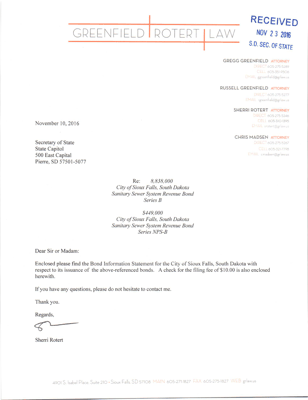 RECEIVED
NOV 23 2016
S.D. SEC. OF STATE
GREENFIELD ROTERT LAW
GREGG GREENFIELD ATTORNEY
RUSSELL GREENFIELD ATTORNEY
SHERRI ROTERT ATTORNEY
CHRIS MADSEN ATTORNEY
November 10, 2016
Secretary of State
State Capitol
500 East Capital
Pierre, SD 57501-5077
Re: 8,838,000
City of Sioux Falls, South Dakota
Sanitary Sewer System Revenue Bond
Series B
$449,000
City of Sioux Falls, South Dakota
Sanitary Sewer System Revenue Bond
Series NPS-B
Dear Sir or Madam:
Enclosed please find the Bond Information Statement for the City of Sioux Falls, South Dakota with
respect to its issuance of the above-referenced bonds. A check for the filing fee of $10.00 is also enclosed
herewith.
If you have any questions, please do not hesitate to contact me.
Thank you.
Regards,
Sherri Rotert